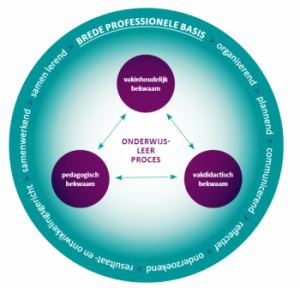 BREDE PROFESSIONELE BASIS > organiserend > plannend > communicerend > reflectief > onderzoekend > resultaat- en ontwikkelingsgericht > samenwerkend > samen lerend >
vakinhoudelijk
bekwaam
ONDERWIJS-
LEER
PROCES
pedagogisch
bekwaam
vakdidactisch
bekwaam